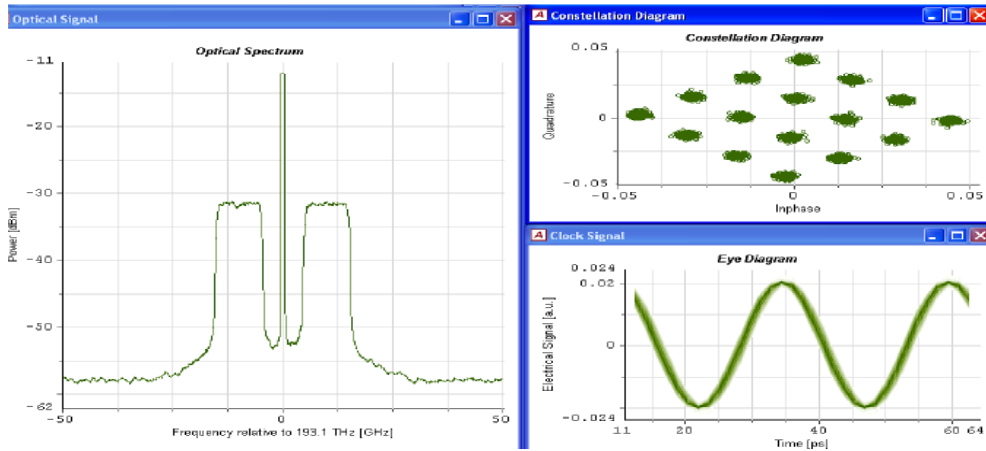 Optical Signal
Optical Spectrum
-11
-20
-30
-40
-50
-62
Power [dBm]
-50
0
50
Frequency relative to 193.1 THz [GHz]
A Constellation Diagram
Constellation Diagram
0.05
0
-0.05
Quadrature
-0.05
0
0.05
Inphase
A Clock Signal
Eye Diagram
0.024
0.02
0
-0.024
Electrical Signal [a.u.]
11
20
40
60
64
Time [ps]